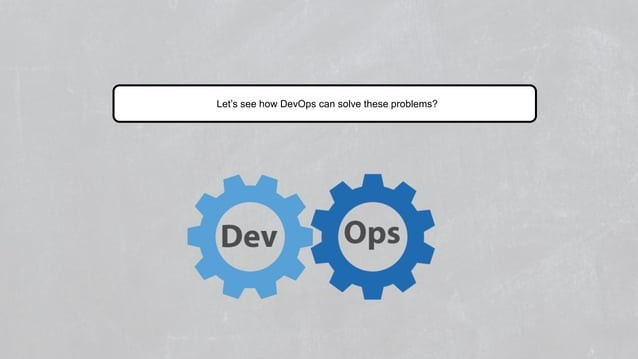 Let’s see how DevOps can solve these problems?
Dev Ops